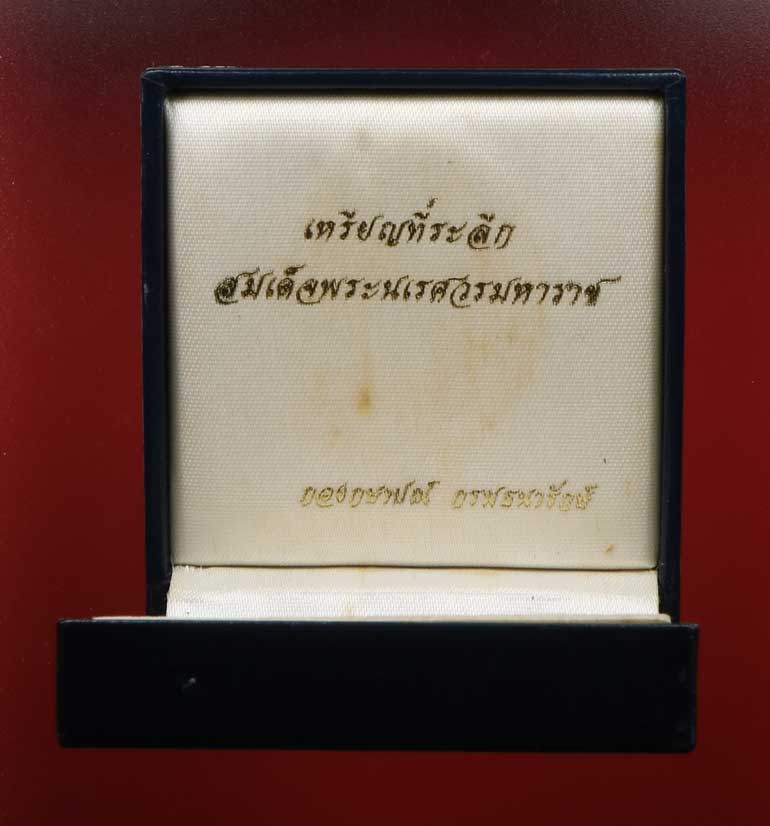 เหรียญที่ระลึก
สมเด็จพระนเรศวรมหาราช
กองกษาปณ์ กรมธนารักษ์